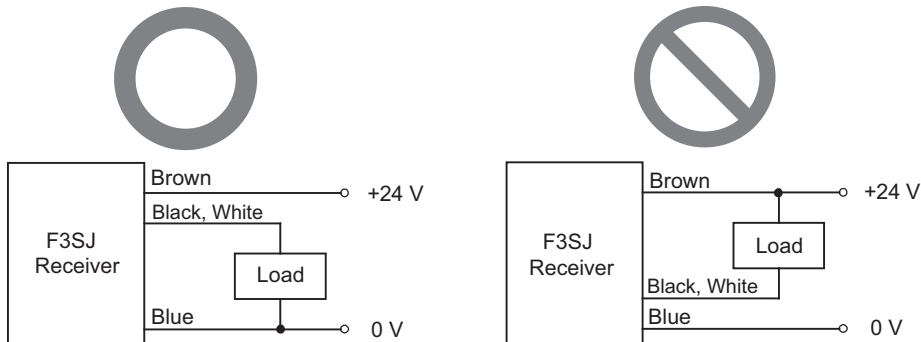 Brown
+24 V
Black, White
F3SJ
Receiver
Load
Blue
0 V
Brown
+24 V
F3SJ
Receiver
Load
Black, White
Blue
0 V